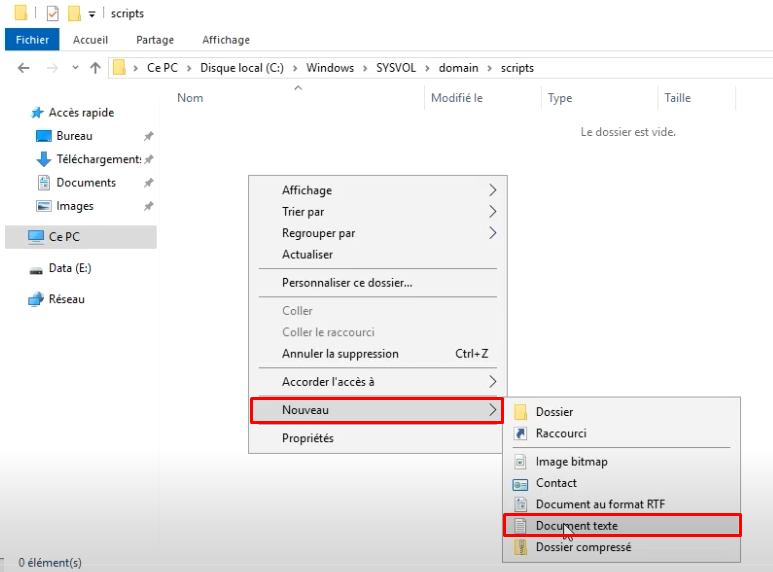 scripts
Fichier Accueil Partage Affichage
Ce PC Disque local (C:) Windows SYSVOL domain scripts
Nom Modifié le Type Taille
Le dossier est vide.
Accès rapide
Bureau
Téléchargement:
Documents
Images
Ce PC
Data (E:)
Réseau
Affichage
Trier par
Regrouper par
Actualiser
Personnaliser ce dossier...
Coller
Coller le raccourci
Annuler la suppression Ctrl+Z
Accorder l'accès à
Nouveau
Propriétés
Dossier
Raccourci
Image bitmap
Contact
Document au format RTF
Document texte
Dossier compressé
0 élément(s)